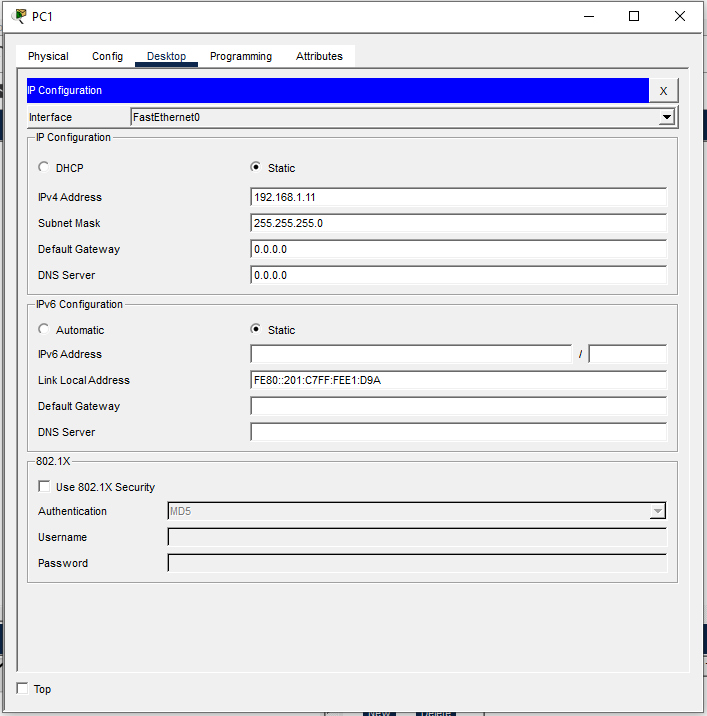 PC1
Physical Config Desktop Programming Attributes
IP Configuration X
Interface FastEthernet0
IP Configuration
DHCP Static
IPv4 Address 192.168.1.11
Subnet Mask 255.255.255.0
Default Gateway 0.0.0.0
DNS Server 0.0.0.0
IPv6 Configuration
Automatic Static
IPv6 Address /
Link Local Address FE80::201:C7FF:FEE1:D9A
Default Gateway
DNS Server
802.1X
Use 802.1X Security
Authentication MD5
Username
Password
Top
New Delete